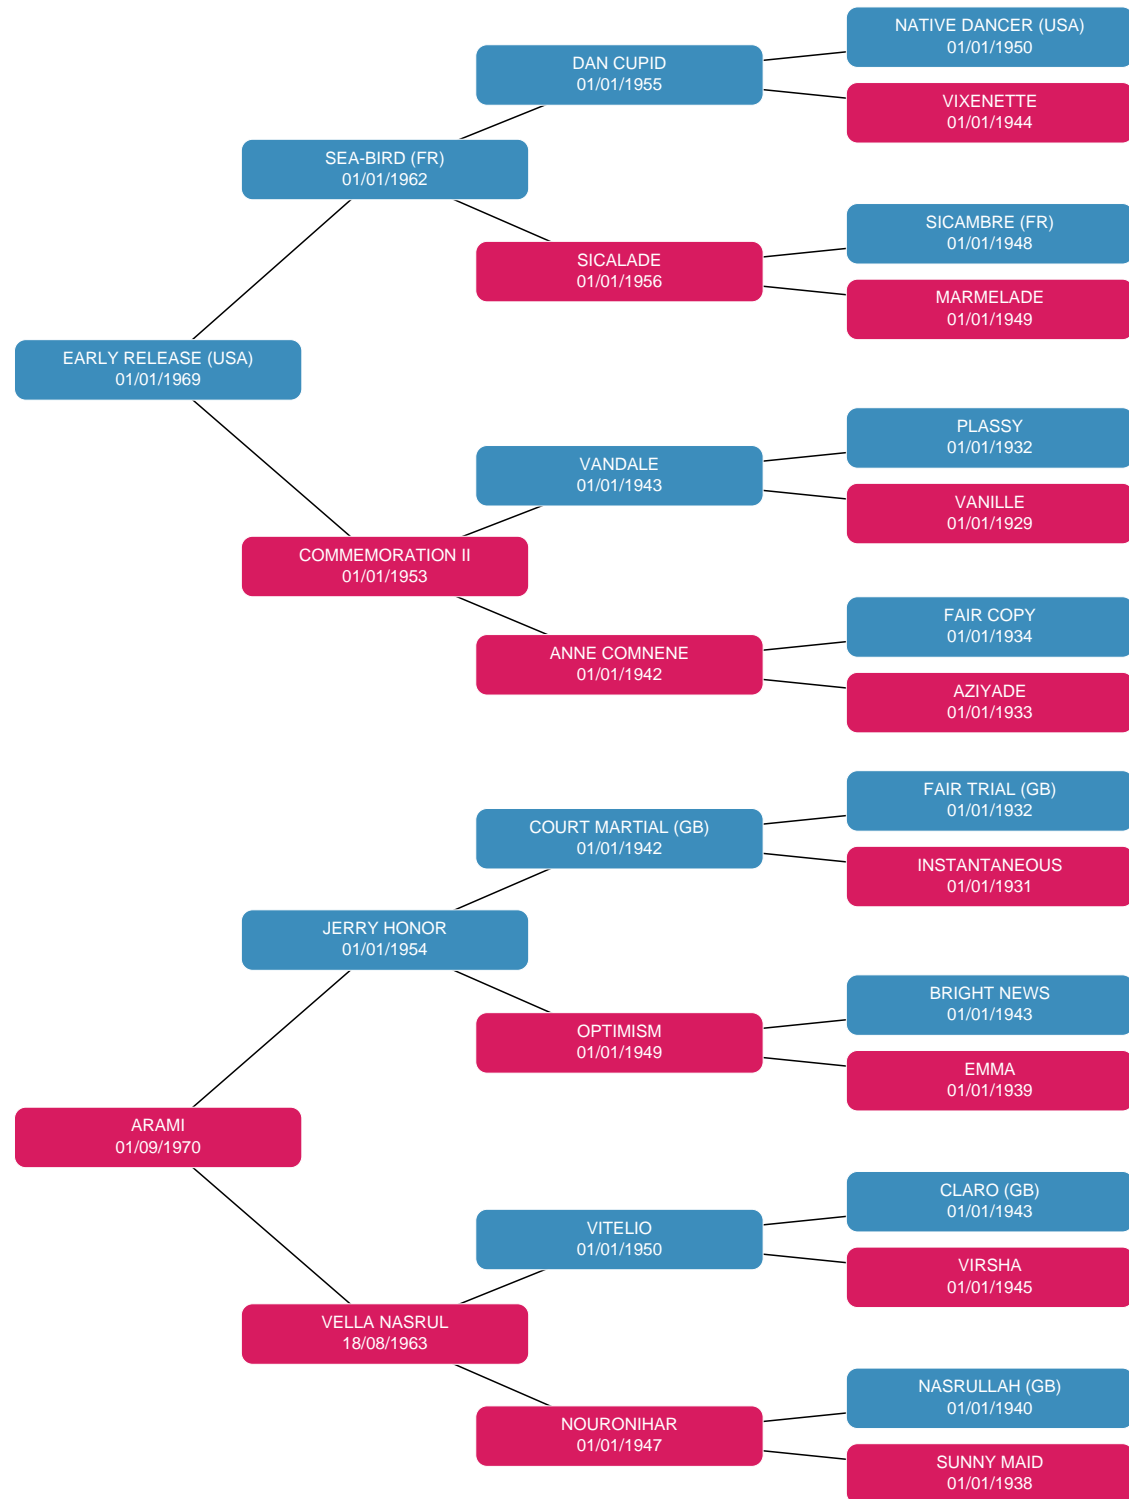 NATIVE DANCER (USA)
01/01/1950
DAN CUPID
01/01/1955
VIXENETTE
01/01/1944
SEA-BIRD (FR)
01/01/1962
SICAMBRE (FR)
01/01/1948
SICALADE
01/01/1956
MARMELADE
01/01/1949
EARLY RELEASE (USA)
01/01/1969
PLASSY
01/01/1932
VANDALE
01/01/1943
VANILLE
01/01/1929
COMMEMORATION II
01/01/1953
FAIR COPY
01/01/1934
ANNE COMNENE
01/01/1942
AZIYADE
01/01/1933
FAIR TRIAL (GB)
01/01/1932
COURT MARTIAL (GB)
01/01/1942
INSTANTANEOUS
01/01/1931
JERRY HONOR
01/01/1954
BRIGHT NEWS
01/01/1943
OPTIMISM
01/01/1949
EMMA
01/01/1939
ARAMI
01/09/1970
CLARO (GB)
01/01/1943
VITELIO
01/01/1950
VIRSHA
01/01/1945
VELLA NASRUL
18/08/1963
NASRULLAH (GB)
01/01/1940
NOURONIHAR
01/01/1947
SUNNY MAID
01/01/1938